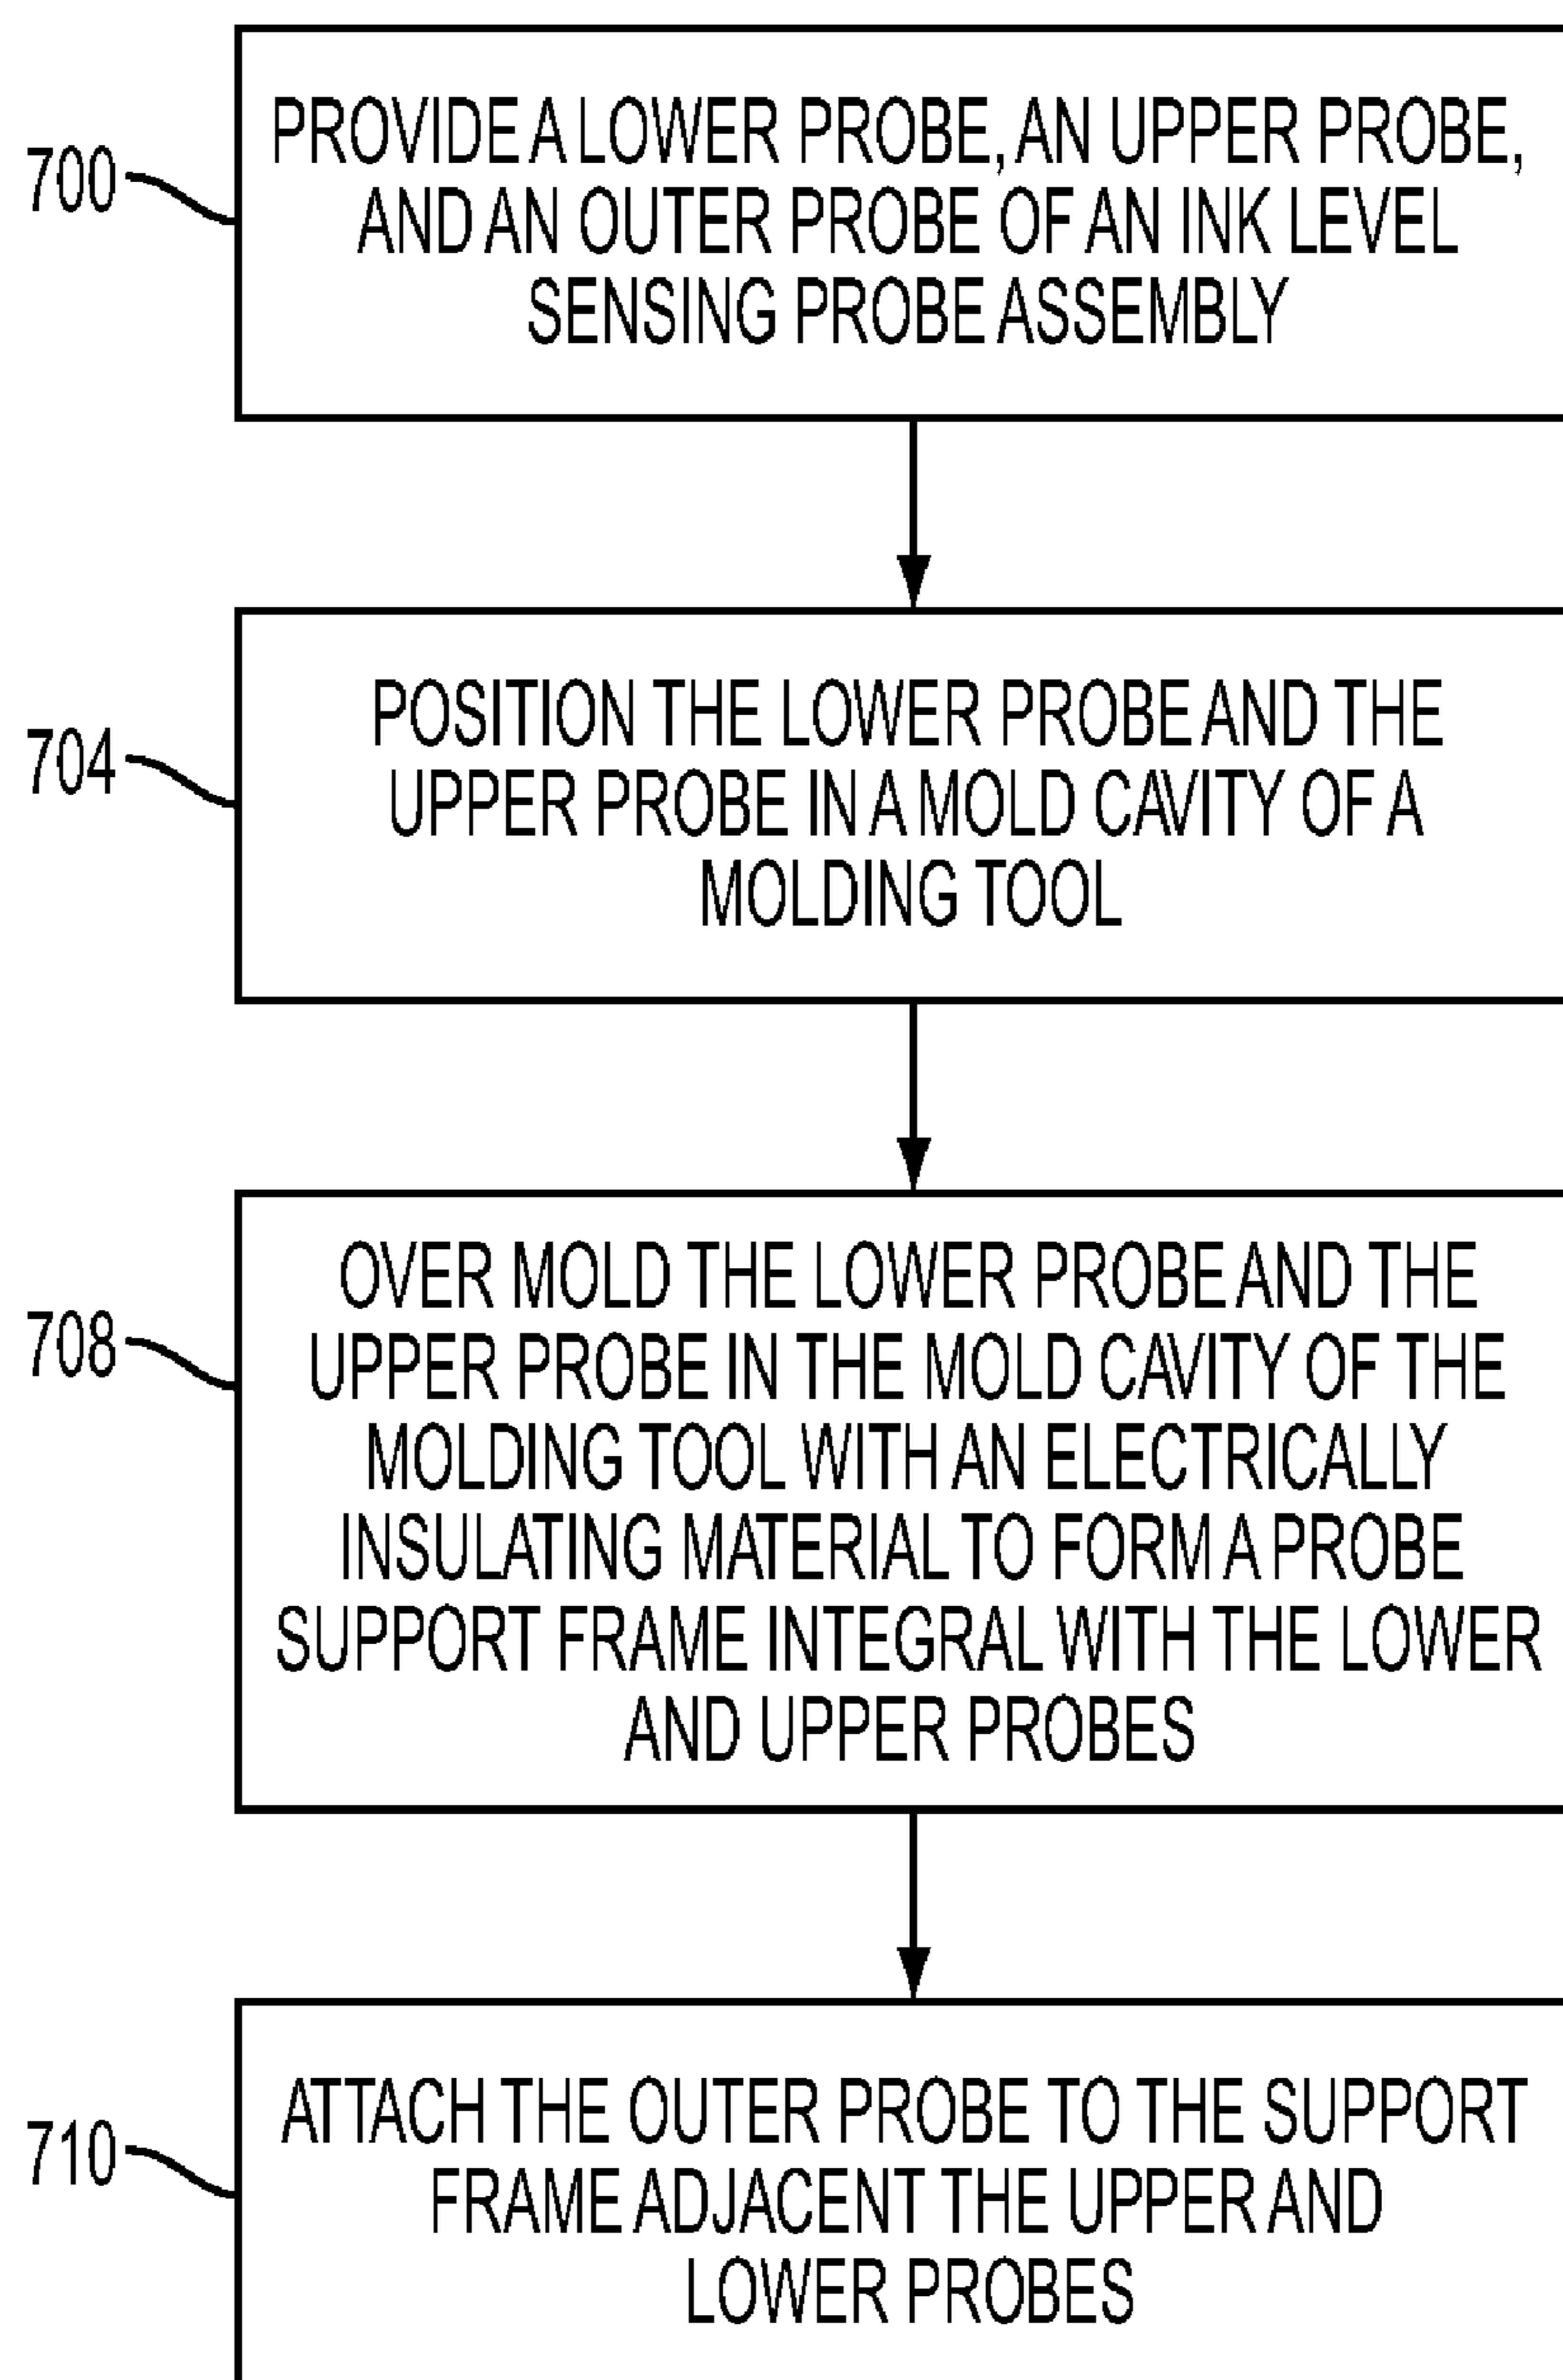 700
PROVIDE A LOWER PROBE, AN UPPER PROBE,
AND AN OUTER PROBE OF AN INK LEVEL
SENSING PROBE ASSEMBLY
704
POSITION THE LOWER PROBE AND THE
UPPER PROBE IN A MOLD CAVITY OF A
MOLDING TOOL
708
OVER MOLD THE LOWER PROBE AND THE
UPPER PROBE IN THE MOLD CAVITY OF THE
MOLDING TOOL WITH AN ELECTRICALLY
INSULATING MATERIAL TO FORM A PROBE
SUPPORT FRAME INTEGRAL WITH THE LOWER
AND UPPER PROBES
710
ATTACH THE OUTER PROBE TO THE SUPPORT
FRAME ADJACENT THE UPPER AND
LOWER PROBES